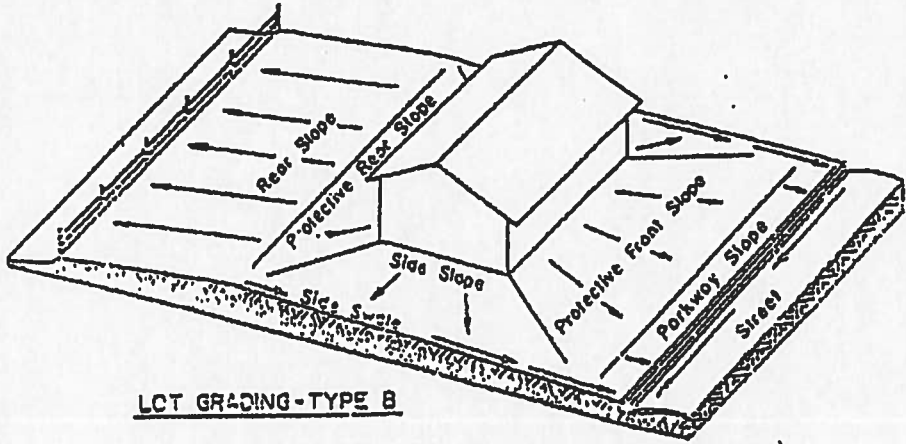 Rear Slope
Protective Rear Slope
Side Slope
Side Swale
Protective Front Slope
Parkway Slope
Street
LOT GRADING-TYPE B